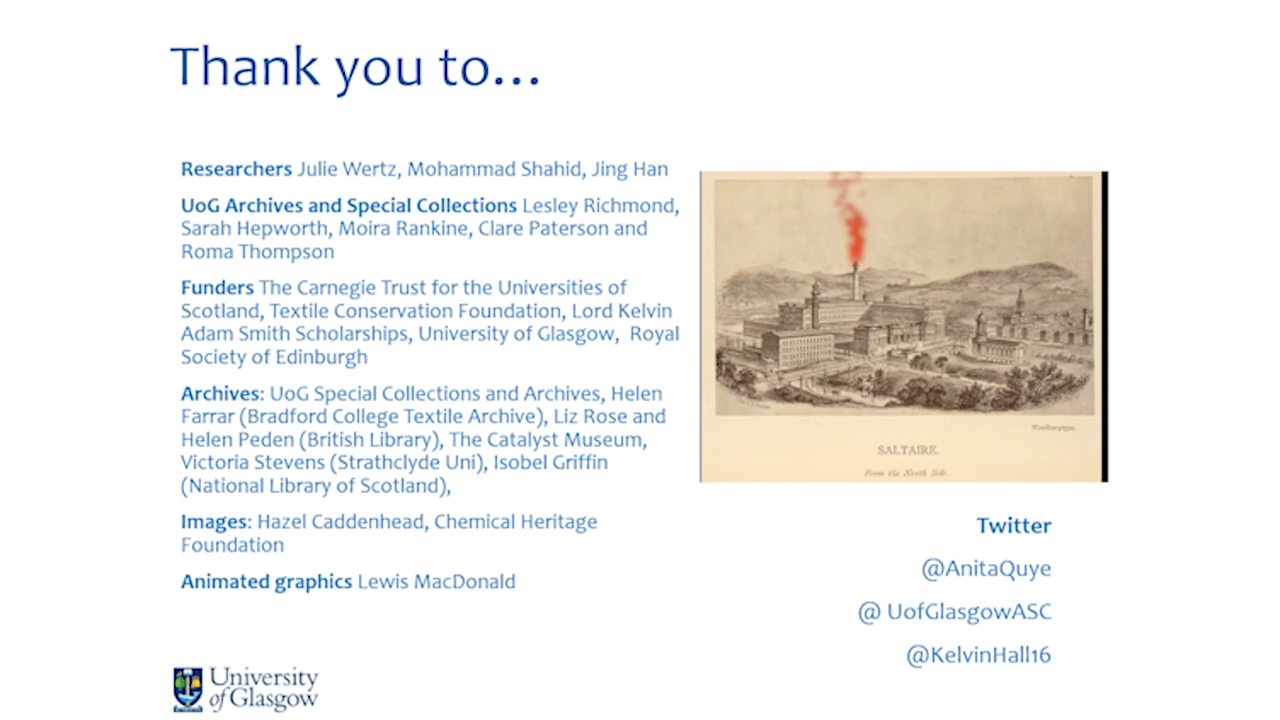 Thank you to...
Researchers Julie Wertz, Mohammad Shahid, Jing Han
UoG Archives and Special Collections Lesley Richmond,
Sarah Hepworth, Moira Rankine, Clare Paterson and
Roma Thompson
Funders The Carnegie Trust for the Universities of
Scotland, Textile Conservation Foundation, Lord Kelvin
Adam Smith Scholarships, University of Glasgow, Royal
Society of Edinburgh
Archives: UoG Special Collections and Archives, Helen
Farrar (Bradford College Textile Archive), Liz Rose and
Helen Peden (British Library), The Catalyst Museum,
Victoria Stevens (Strathclyde Uni), Isobel Griffin
(National Library of Scotland),
Images: Hazel Caddenhead, Chemical Heritage
Foundation
Animated graphics Lewis MacDonald
Woodburytype.
SALTAIRE.
From the North Side.
Twitter
@AnitaQuye
@ UofGlasgowASC
@KelvinHall16
University
of Glasgow